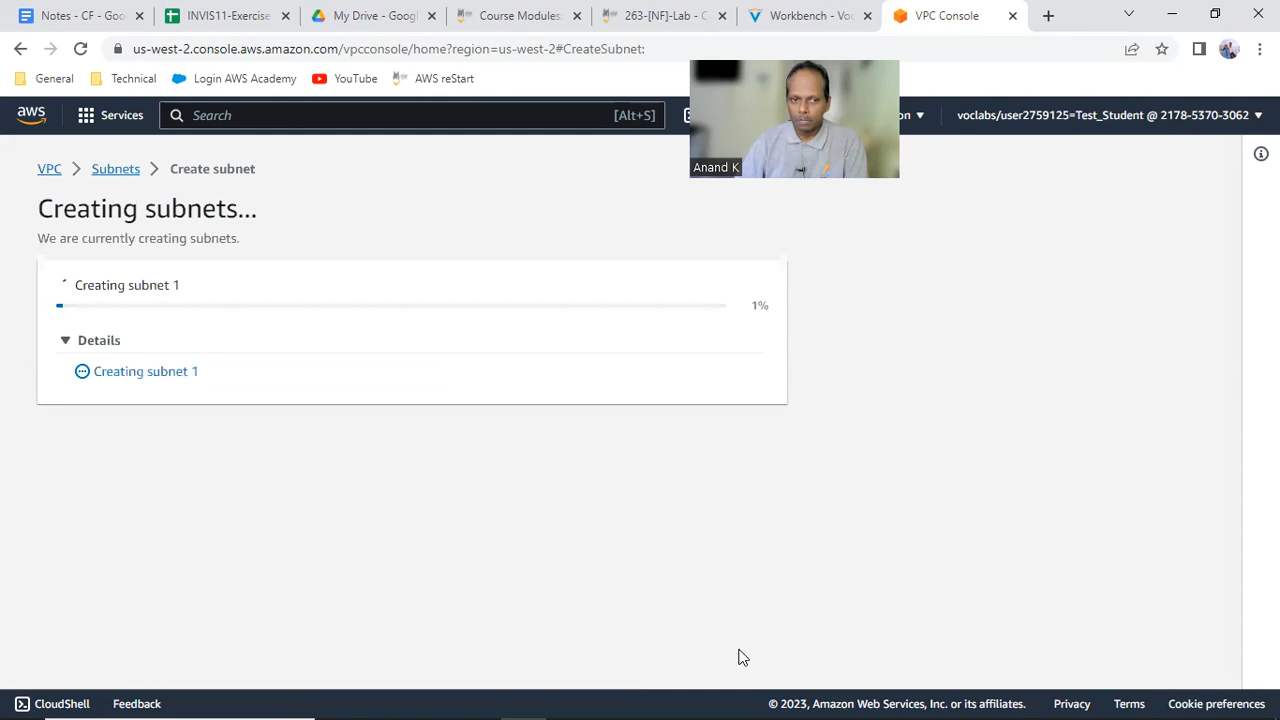 Notes - GF - Goo
INVIS11-Exercise
My Drive - Goog
Course Modules:
263-[NF]-Lab - C
Workbench - Voc
VPC Console
us-west-2.console.aws.amazon.com/vpcconsole/home?region=us-west-2#CreateSubnet:
General
Technical
Login AWS Academy
YouTube
AWS reStart
aws
Services
Search
[Alt+S]
on
voclabs/user2759125=Test_Student @ 2178-5370-3062
Anand K
VPC
Subnets
Create subnet
Creating subnets...
We are currently creating subnets.
Creating subnet 1
1%
Details
Creating subnet 1
CloudShell
Feedback
© 2023, Amazon Web Services, Inc. or its affiliates.
Privacy
Terms
Cookie preferences